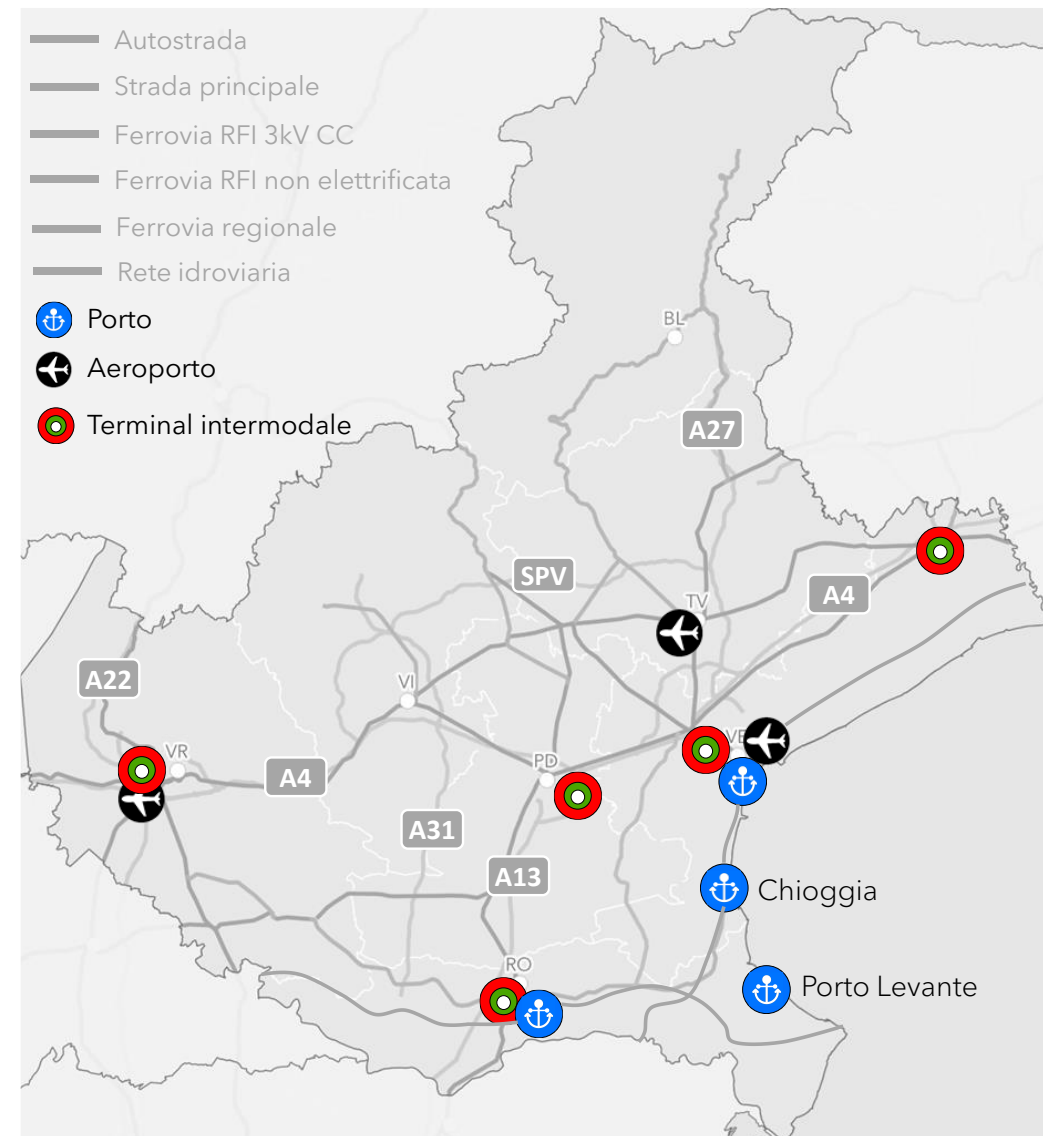 Autostrada
Strada principale
Ferrovia RFI 3kV CC
Ferrovia RFI non elettrificata
Ferrovia regionale
Rete idroviaria
Porto
Aeroporto
Terminal intermodale
BL
A27
SPV
TV
A4
A22
VI
VR
A4
PD
VE
A31
A13
Chioggia
RO
Porto Levante